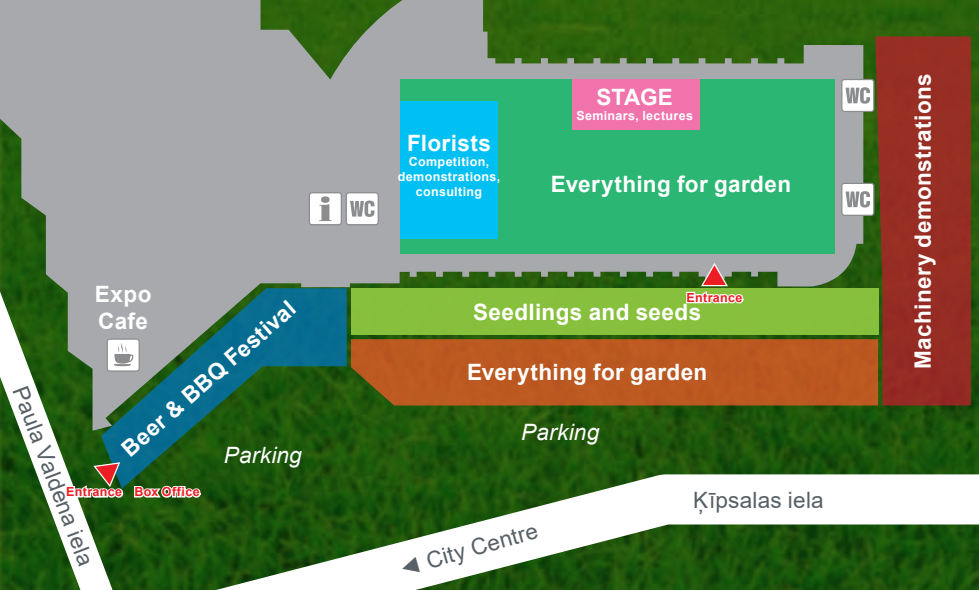 STAGE
Seminars, lectures
WC
Florists
Competition,
demonstrations,
consulting
Everything for garden
WC
i WC
Machinery demonstrations
Expo
Cafe
Entrance
Seedlings and seeds
Beer & BBQ Festival
Everything for garden
Parking
Parking
Entrance Box Office
Paula Valdena iela
Ķīpsalas iela
City Centre